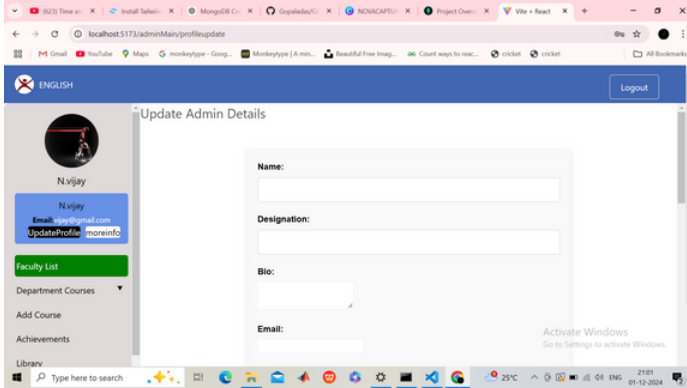 (623) Time an
Install Tailwin
MongoDB Co
Gopaladas/Gi
NOVACAPTU
Project Overv
Vite + React
localhost:5173/adminMain/profileupdate
M Gmail
YouTube
Maps
monkeytype - Goog...
Monkeytype | A min...
Beautiful Free Imag...
Count ways to reac...
cricket
cricket
All Bookmarks
ENGLISH
Logout
N.vijay
N.vijay
Email:vijay@gmail.com
UpdateProfile moreinfo
Faculty List
Department Courses
Add Course
Achievements
Library
Update Admin Details
Name:
Designation:
Bio:
Email:
Activate Windows
Go to Settings to activate Windows.
Type here to search
25°C
ENG
21:01
01-12-2024